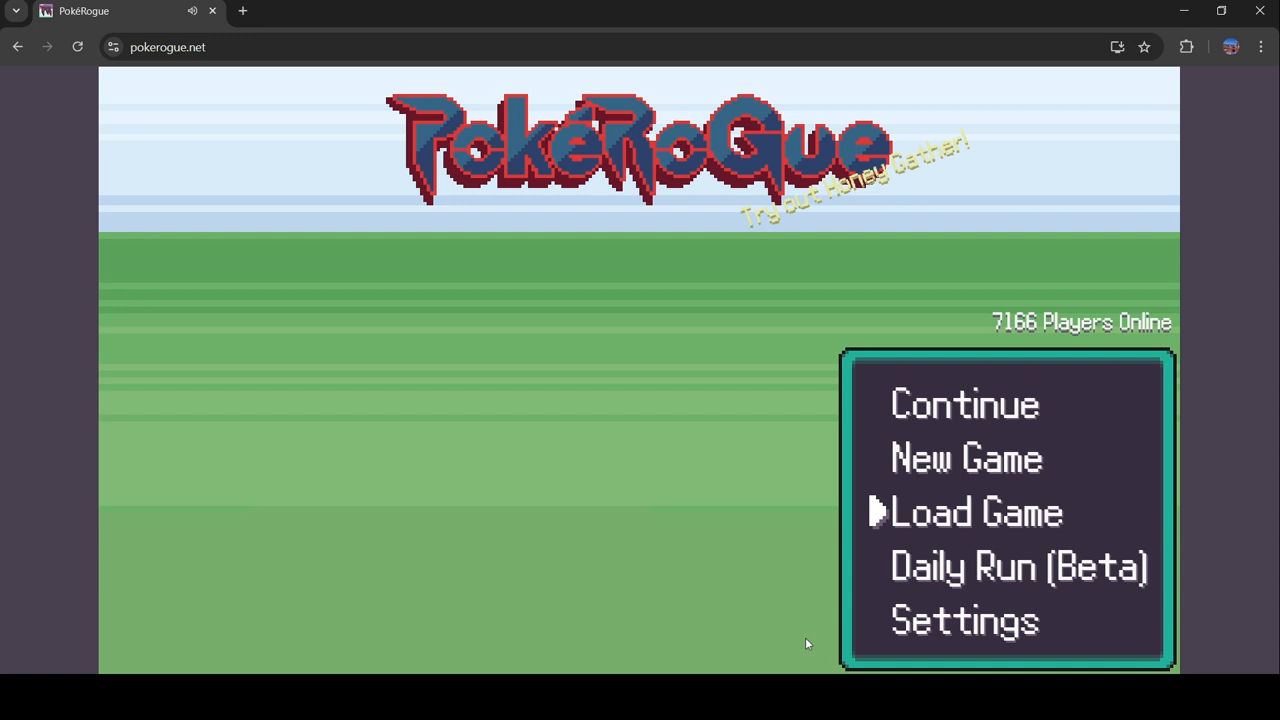 PokéRogue
pokerogue.net
PokéRogue
Try out Money Gather!
7166 Players Online
Continue
New Game
Load Game
Daily Run (Beta)
Settings